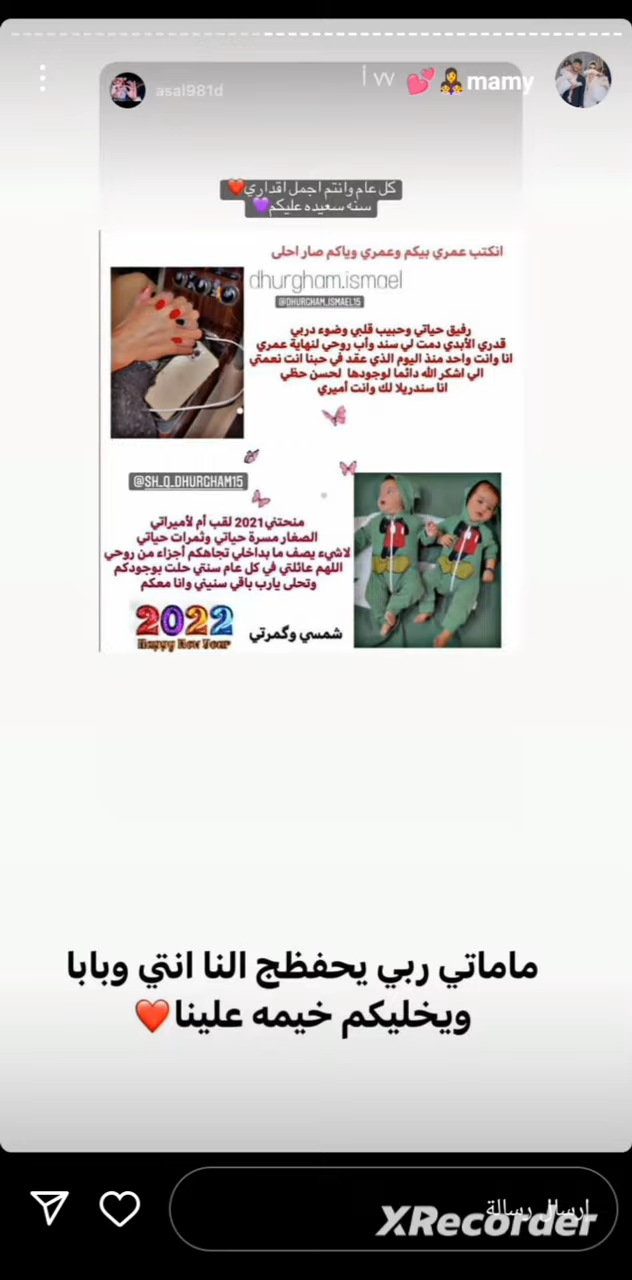 mamy👩‍👧💕 ٧٧ أ
asal981d
كل عام وانتم اجمل اقداري❤️
سنه سعيده عليكم💜
انكتب عمري بيكم وعمري وياكم صار احلى
dhurgham.ismael
@DHURGHAM_ISMAEL15
رفيق حياتي وحبيب قلبي وضوء دربي
قدري الأبدي دمت لي سند وأب روحي لنهاية عمري
انا وانت واحد منذ اليوم الذي عقد في حبنا انت نعمتي
الي اشكر الله دائما لوجودها لحسن حظي
انا سندريلا لك وانت أميري
@SH_Q_DHURGHAM15
منحتني2021 لقب أم لأميراتي
الصغار مسرة حياتي وثمرات حياتي
لاشيء يصف ما بداخلي تجاهكم أجزاء من روحي
اللهم عائلتي في كل عام سنتي حلت بوجودكم
وتحلى يارب باقي سنيني وانا معكم
شمسي وگمرتي
2022
Happy New Year
ماماتي ربي يحفظج النا انتي وبابا
ويخليكم خيمه علينا❤️
إرسال رسالة
XRecorder